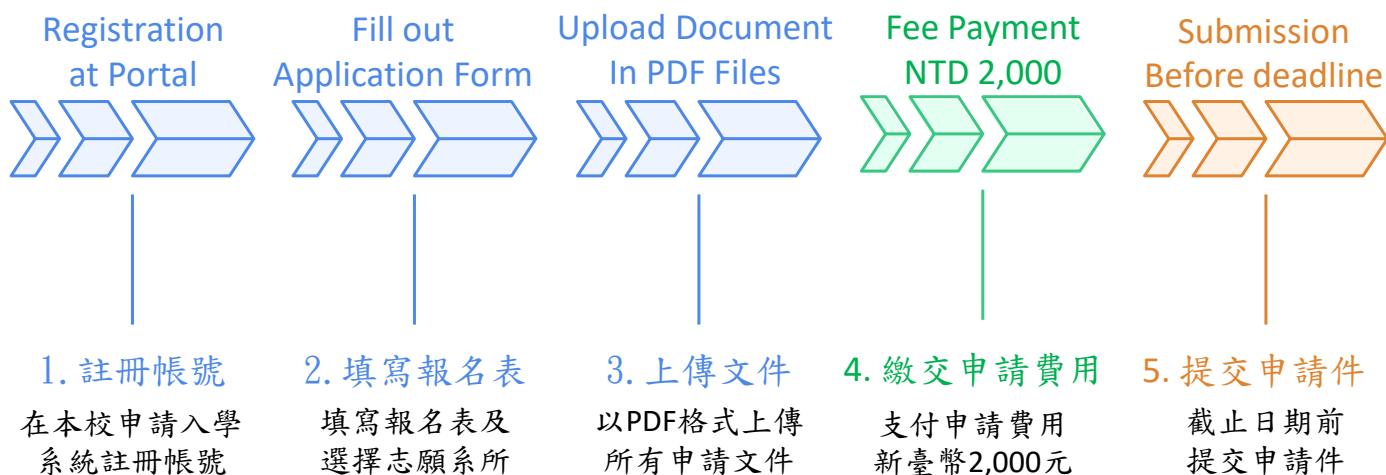 Registration
at Portal
Fill out
Application Form
Upload Document
In PDF Files
Fee Payment
NTD 2,000
Submission
Before deadline
1. 註冊帳號
在本校申請入學
系統註冊帳號
2. 填寫報名表
填寫報名表及
選擇志願系所
3. 上傳文件
以PDF格式上傳
所有申請文件
4. 繳交申請費用
支付申請費用
新臺幣2,000元
5. 提交申請件
截止日期前
提交申請件